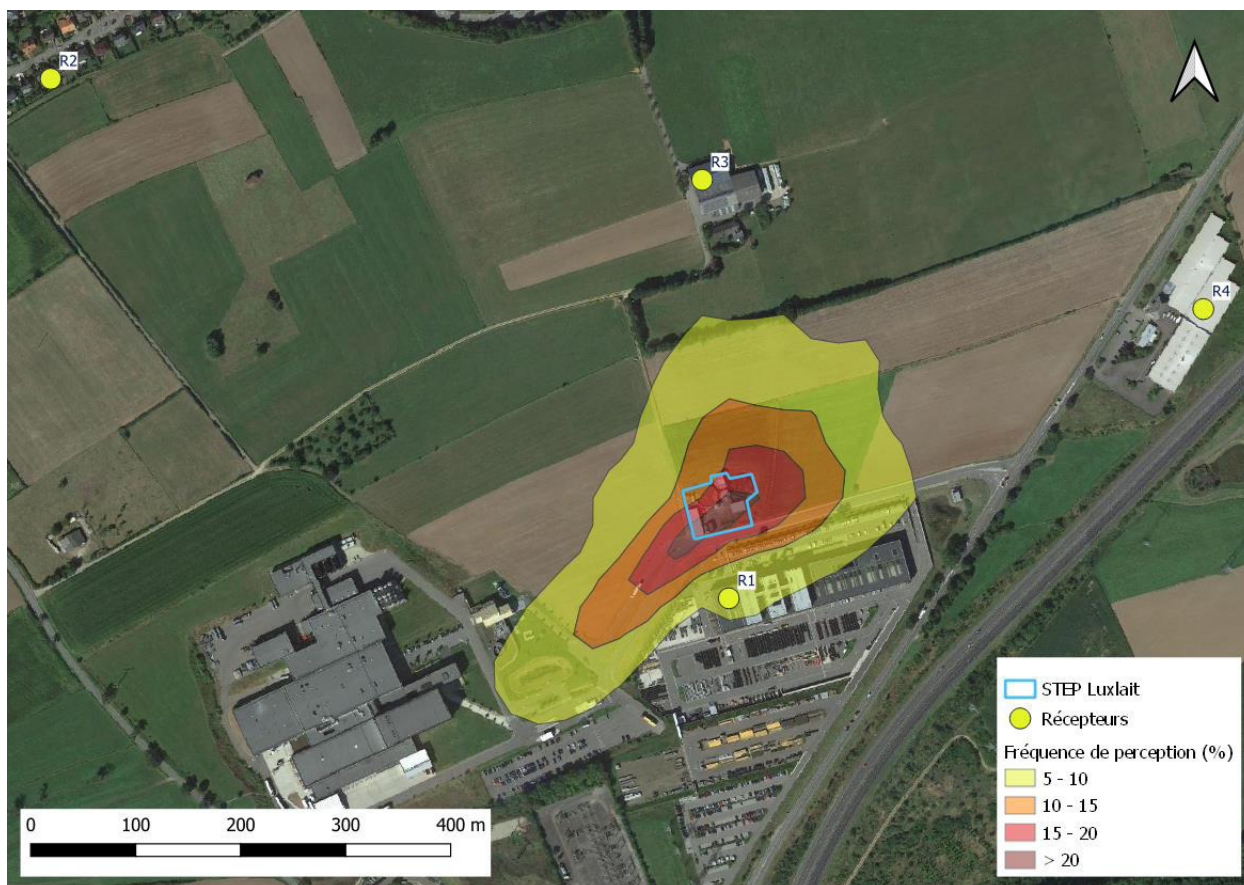 R2
R3
R4
R1
STEP Luxlait
Récepteurs
Fréquence de perception (%)
5 - 10
10 - 15
15 - 20
> 20
0 100 200 300 400 m